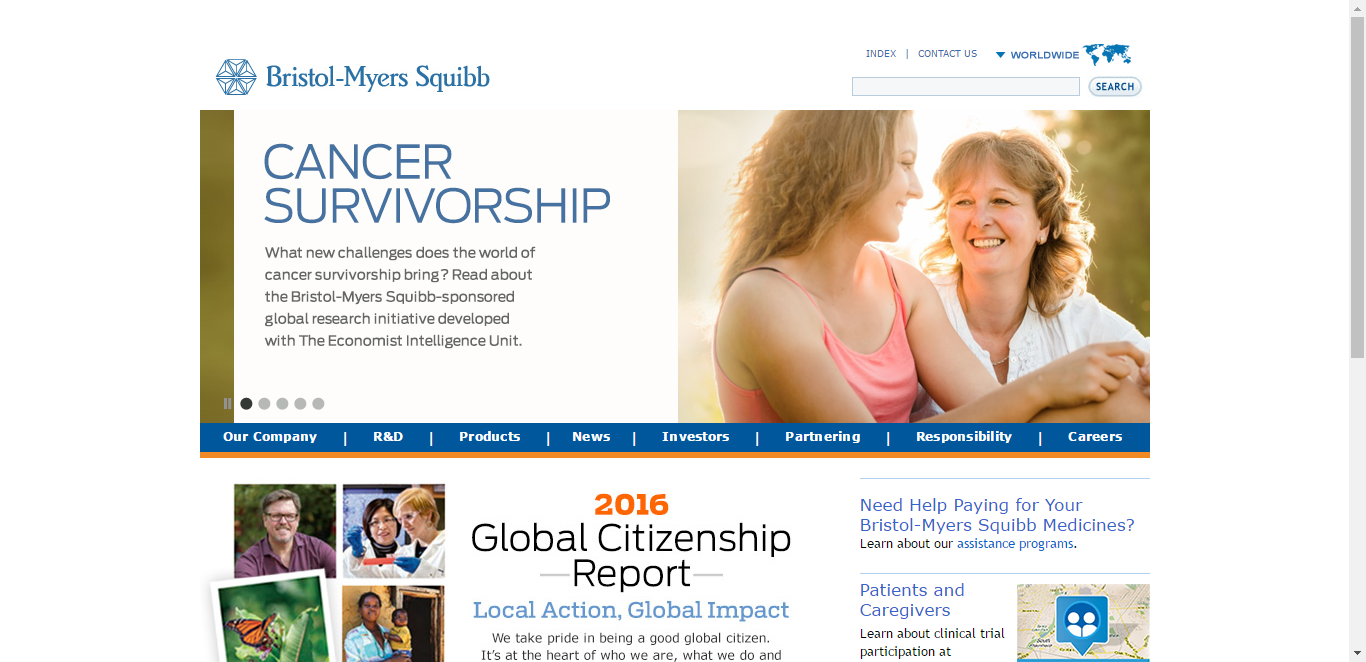 INDEX | CONTACT US WORLDWIDE
Bristol-Myers Squibb
SEARCH
CANCER
SURVIVORSHIP
What new challenges does the world of
cancer survivorship bring? Read about
the Bristol-Myers Squibb-sponsored
global research initiative developed
with The Economist Intelligence Unit.
Our Company | R&D | Products | News | Investors | Partnering | Responsibility | Careers
2016
Global Citizenship
Report
Local Action, Global Impact
We take pride in being a good global citizen.
It's at the heart of who we are, what we do and
Need Help Paying for Your
Bristol-Myers Squibb Medicines?
Learn about our assistance programs.
Patients and
Caregivers
Learn about clinical trial
participation at